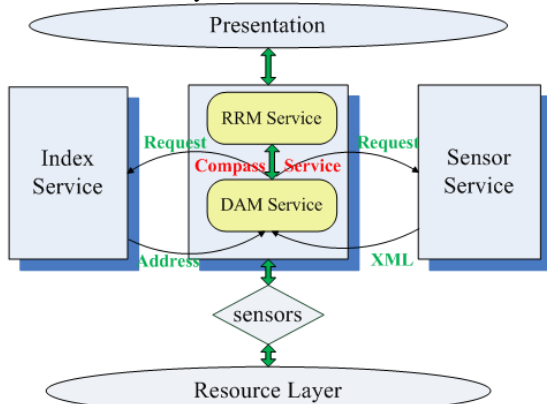 Presentation
RRM Service
Request
Request
Index
Service
Compass Service
Sensor
Service
DAM Service
Address
XML
sensors
Resource Layer